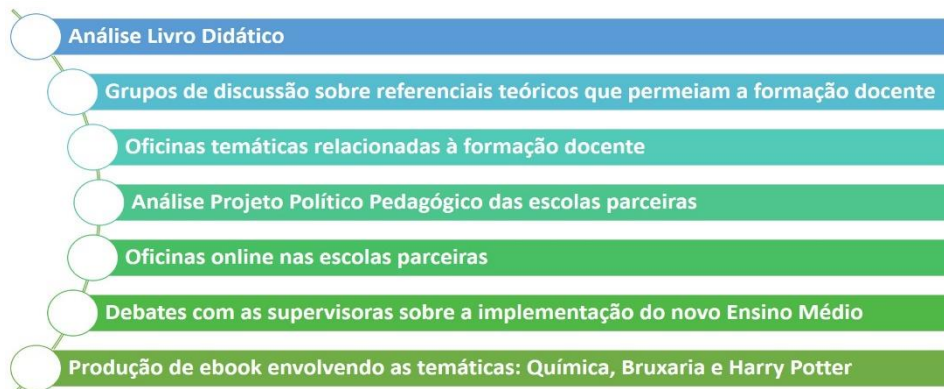 Análise Livro Didático
Grupos de discussão sobre referenciais teóricos que permeiam a formação docente
Oficinas temáticas relacionadas à formação docente
Análise Projeto Político Pedagógico das escolas parceiras
Oficinas online nas escolas parceiras
Debates com as supervisoras sobre a implementação do novo Ensino Médio
Produção de ebook envolvendo as temáticas: Química, Bruxaria e Harry Potter